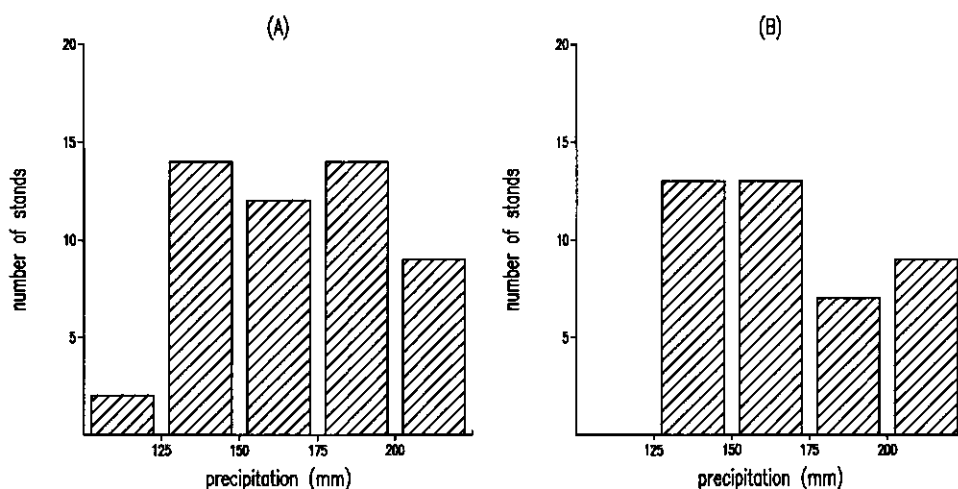 (A)
20
15
10
5
number of stands
125 150 175 200
precipitation (mm)
(B)
20
15
10
5
number of stands
125 150 175 200
precipitation (mm)